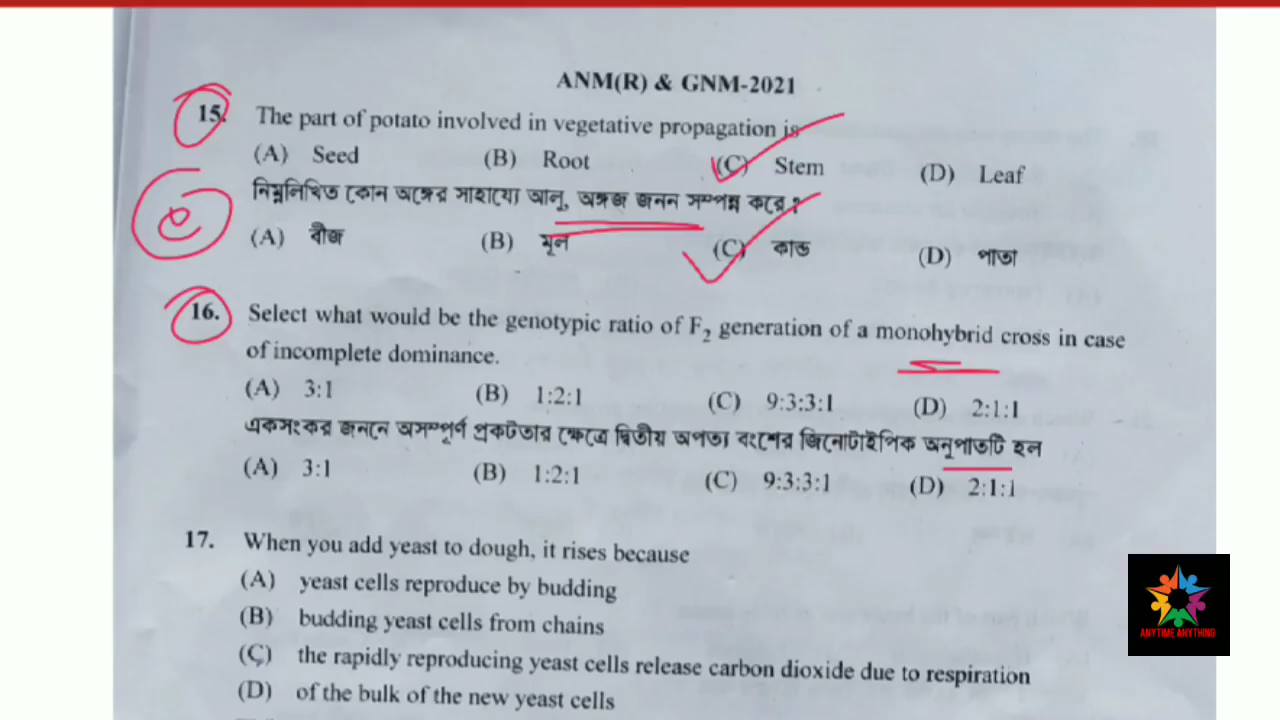 ANM(R) & GNM-2021
15. The part of potato involved in vegetative propagation is
(A) Seed (B) Root (C) Stem (D) Leaf
নিম্নলিখিত কোন অঙ্গের সাহায্যে আলু, অঙ্গজ জনন সম্পন্ন করে ?
(A) বীজ (B) মূল (C) কান্ড (D) পাতা
16. Select what would be the genotypic ratio of F2 generation of a monohybrid cross in case
of incomplete dominance.
(A) 3:1 (B) 1:2:1 (C) 9:3:3:1 (D) 2:1:1
একসংকর জননে অসম্পূর্ণ প্রকটতার ক্ষেত্রে দ্বিতীয় অপত্য বংশের জিনোটাইপিক অনুপাতটি হল
(A) 3:1 (B) 1:2:1 (C) 9:3:3:1 (D) 2:1:1
17. When you add yeast to dough, it rises because
(A) yeast cells reproduce by budding
(B) budding yeast cells from chains
(C) the rapidly reproducing yeast cells release carbon dioxide due to respiration
(D) of the bulk of the new yeast cells
ANYTIME ANYTHING